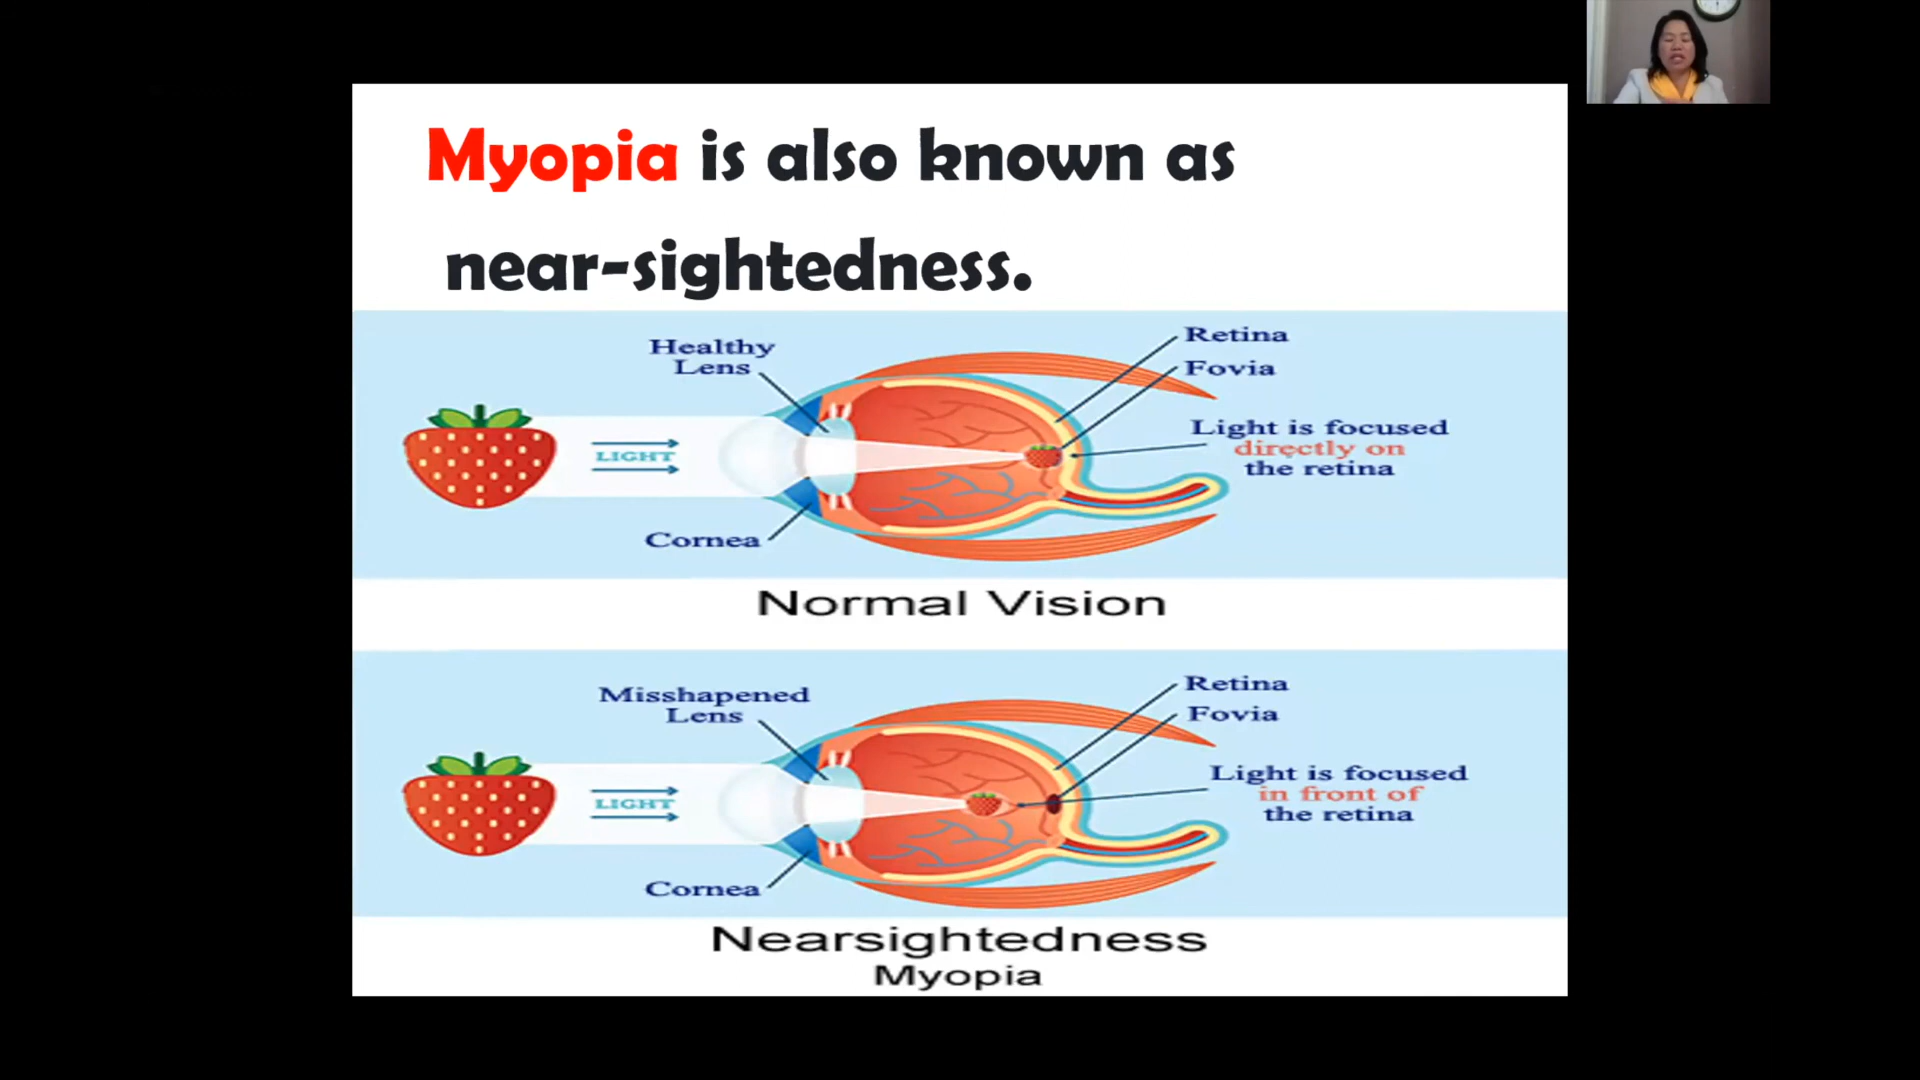 Myopia is also known as
near-sightedness.
Healthy
Lens
Retina
Fovia
LIGHT
Light is focused
directly on
the retina
Cornea
Normal Vision
Misshapened
Lens
Retina
Fovia
LIGHT
Light is focused
in front of
the retina
Cornea
Nearsightedness
Myopia